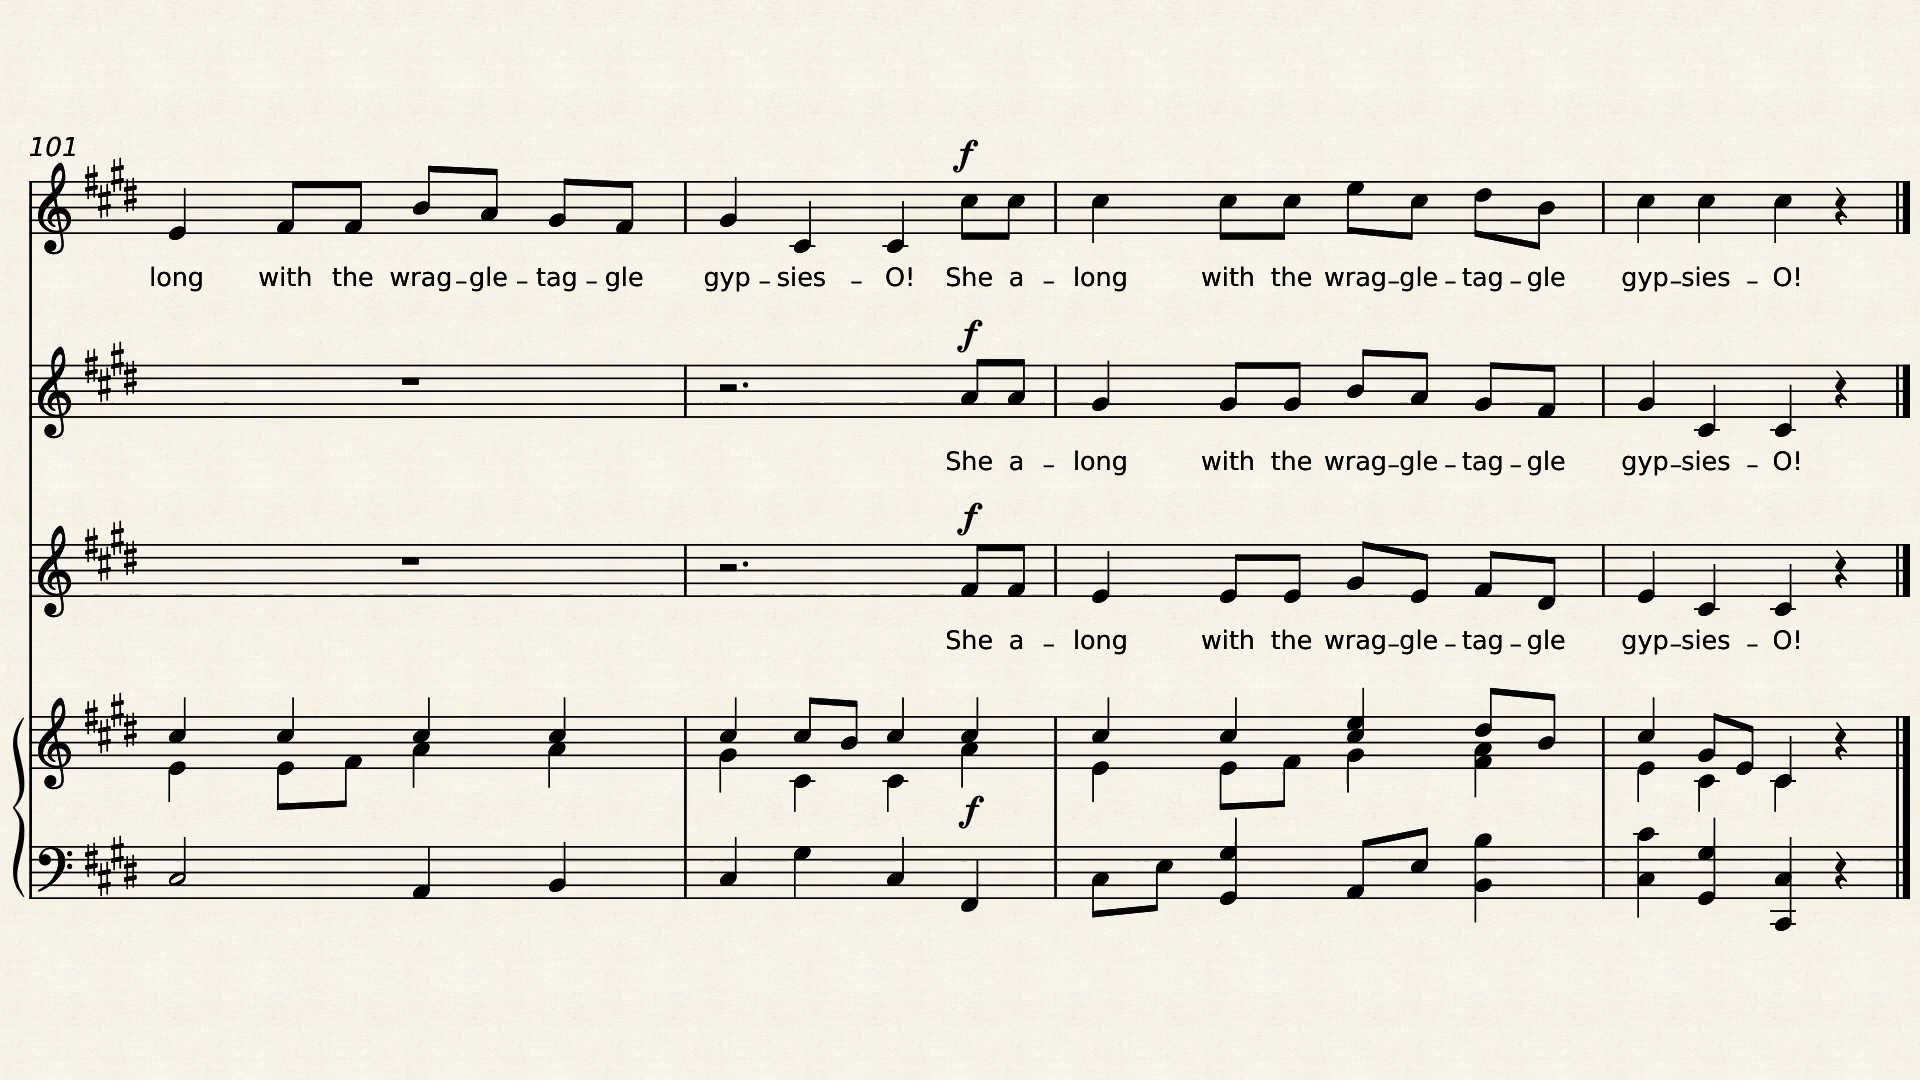 101
f
long with the wrag-gle-tag-gle gyp-sies-O! She a-long with the wrag-gle-tag-gle gyp-sies-O!
f
She a-long with the wrag-gle-tag-gle gyp-sies-O!
f
She a-long with the wrag-gle-tag-gle gyp-sies-O!
f